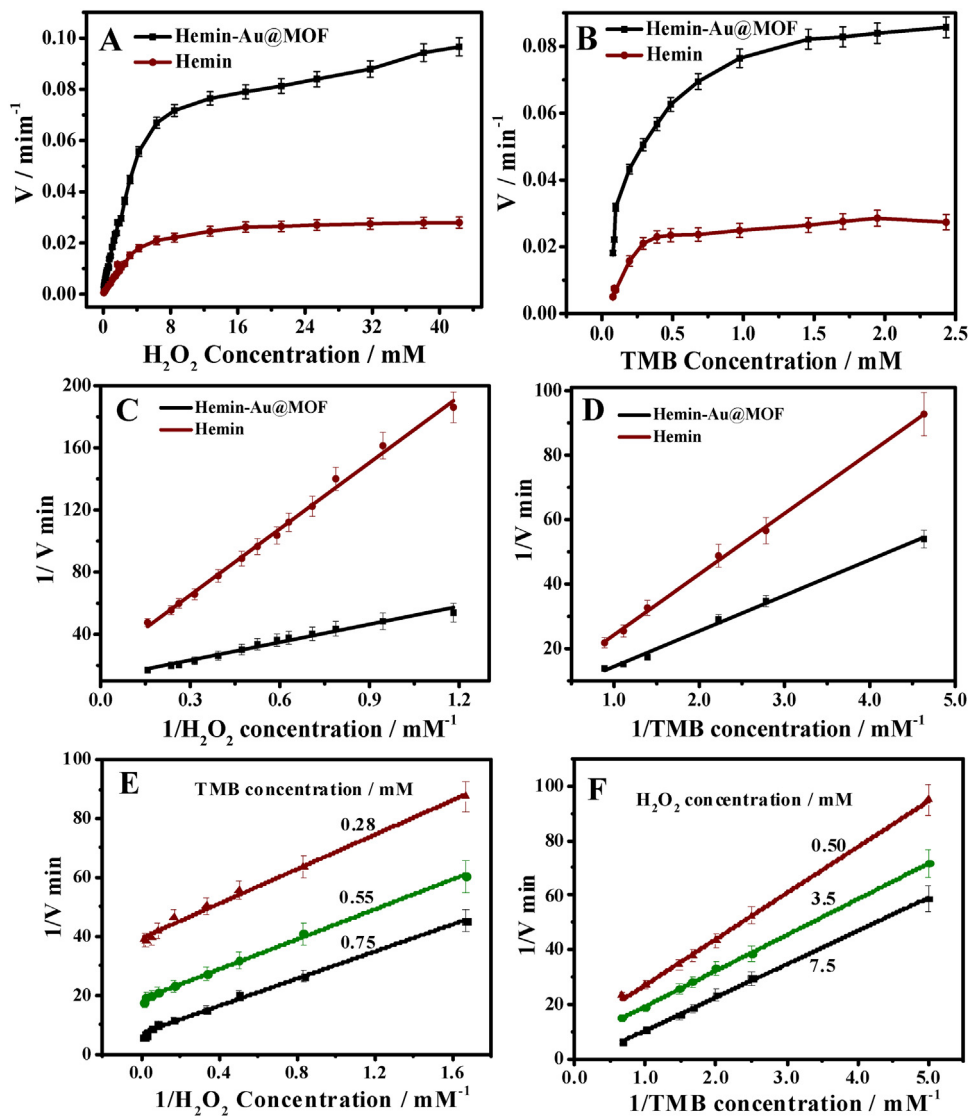 A
Hemin-Au@MOF
Hemin
V / mim⁻¹
0.10
0.08
0.06
0.04
0.02
0.00
0 8 16 24 32 40
H₂O₂ Concentration / mM
B
Hemin-Au@MOF
Hemin
V / min⁻¹
0.08
0.06
0.04
0.02
0.00
0.0 0.5 1.0 1.5 2.0 2.5
TMB Concentration / mM
C
Hemin-Au@MOF
Hemin
1/ V min
200
160
120
80
40
0.0 0.3 0.6 0.9 1.2
1/H₂O₂ concentration / mM⁻¹
D
Hemin-Au@MOF
Hemin
1/V min
100
80
60
40
20
1.0 2.0 3.0 4.0 5.0
1/TMB concentration / mM⁻¹
E
TMB concentration / mM
0.28
0.55
0.75
1/V min
100
80
60
40
20
0
0.0 0.4 0.8 1.2 1.6
1/H₂O₂ Concentration / mM⁻¹
F
H₂O₂ concentration / mM
0.50
3.5
7.5
1/V min
100
80
60
40
20
0
0.0 1.0 2.0 3.0 4.0 5.0
1/TMB concentration / mM⁻¹